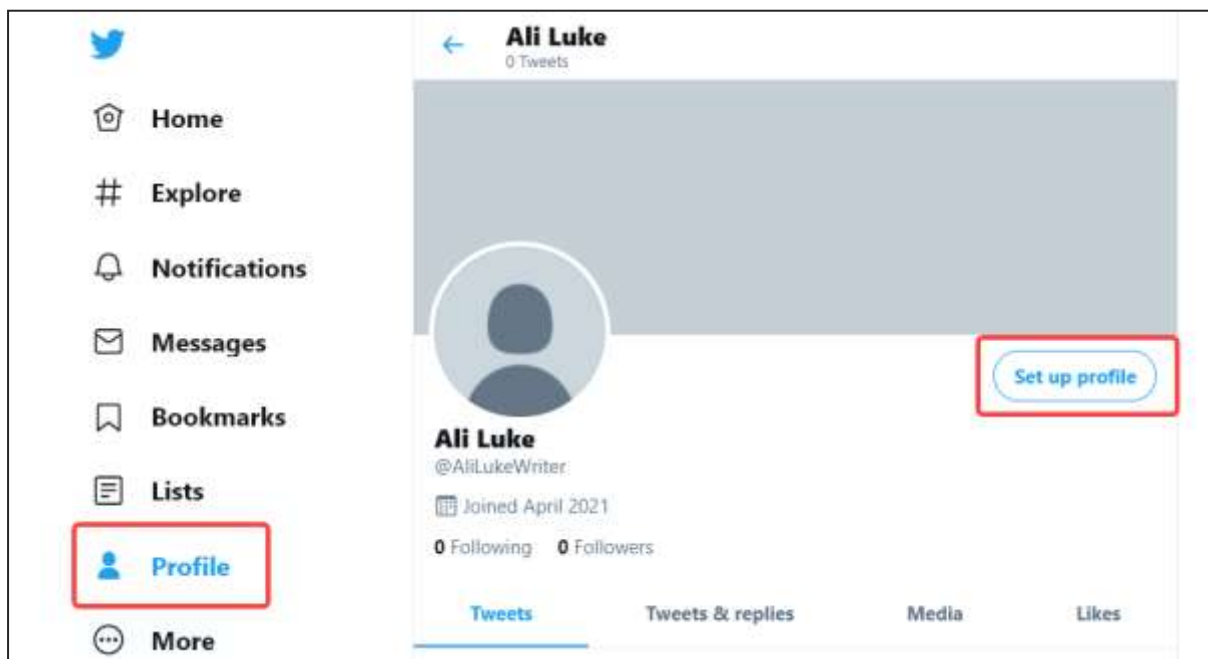 Ali Luke
0 Tweets
Home
Explore
Notifications
Messages
Bookmarks
Lists
Profile
More
Set up profile
Ali Luke
@AliLukeWriter
Joined April 2021
0 Following 0 Followers
Tweets Tweets & replies Media Likes